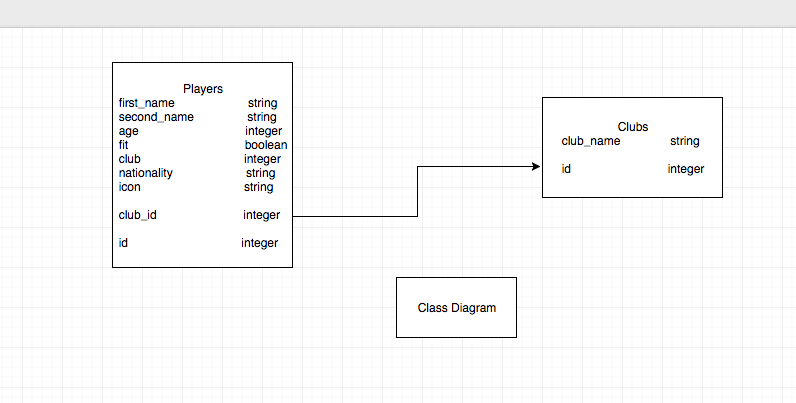 Players
first_name string
second_name string
age integer
fit boolean
club integer
nationality string
icon string
club_id integer
id integer
Clubs
club_name string
id integer
Class Diagram